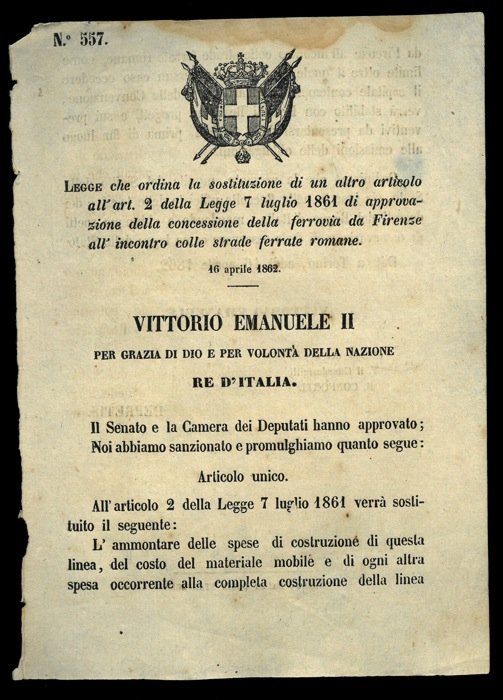 N.° 557.
LEGGE che ordina la sostituzione di un altro articolo
all'art. 2 della Legge 7 luglio 1861 di approva-
zione della concessione della ferrovia da Firenze
all'incontro colle strade ferrate romane.
16 aprile 1862.
VITTORIO EMANUELE II
PER GRAZIA DI DIO E PER VOLONTÀ DELLA NAZIONE
RE D'ITALIA.
Il Senato e la Camera dei Deputati hanno approvato;
Noi abbiamo sanzionato e promulghiamo quanto segue:
Articolo unico.
All'articolo 2 della Legge 7 luglio 1861 verrà sosti-
tuito il seguente:
L'ammontare delle spese di costruzione di questa
linea, del costo del materiale mobile e di ogni altra
spesa occorrente alla completa costruzione della linea